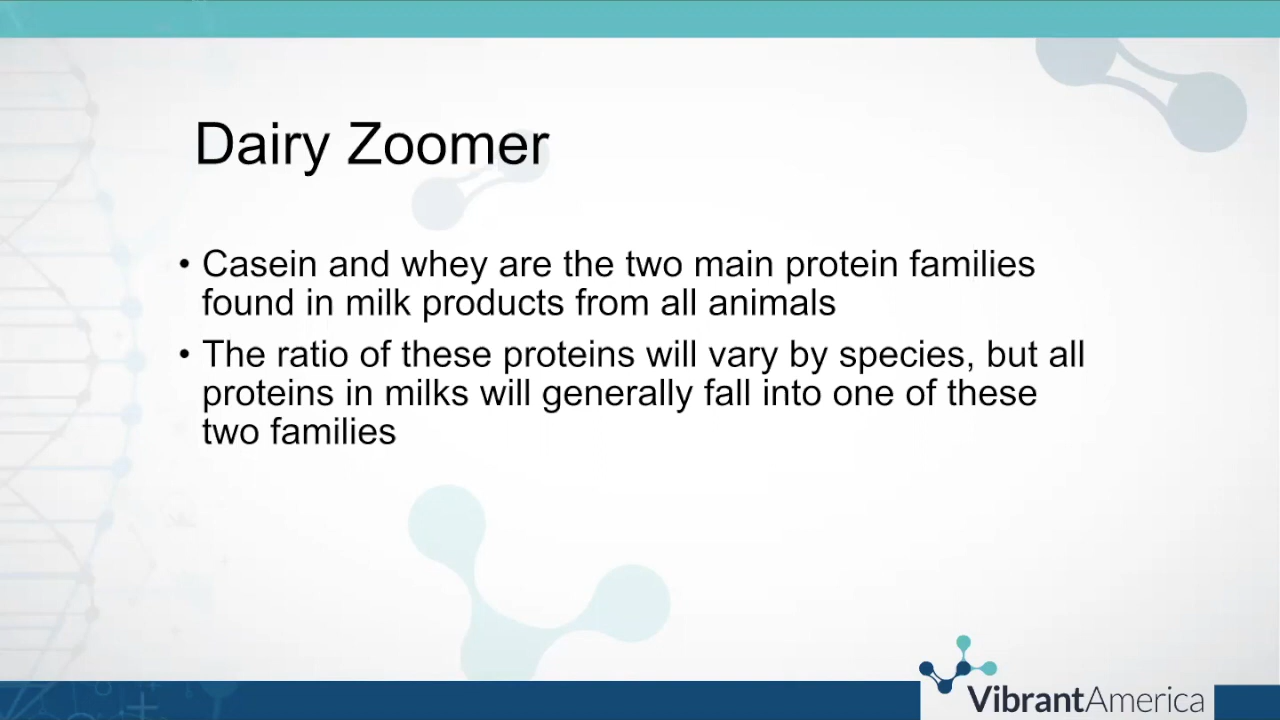 Dairy Zoomer
• Casein and whey are the two main protein families
found in milk products from all animals
• The ratio of these proteins will vary by species, but all
proteins in milks will generally fall into one of these
two families
VibrantAmerica